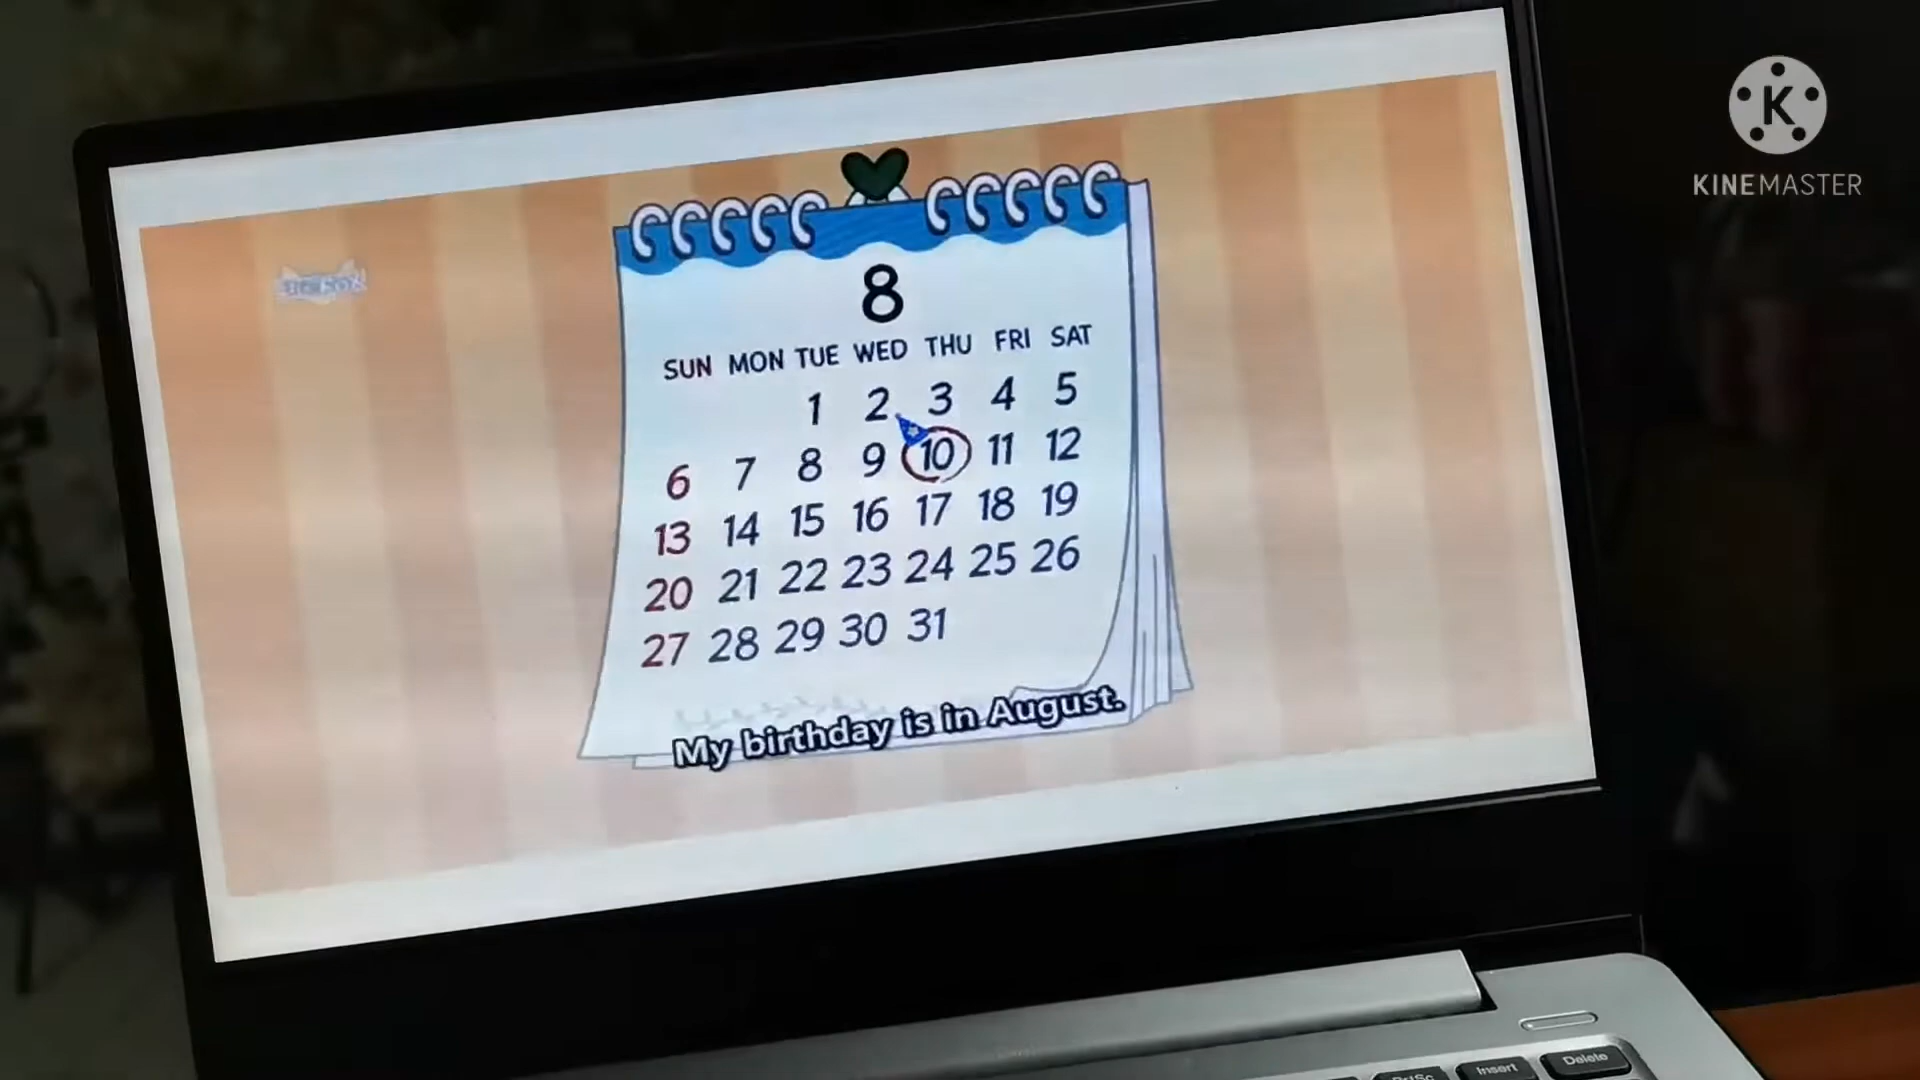 K
KINEMASTER
8
SUN MON TUE WED THU FRI SAT
1 2 3 4 5
6 7 8 9 10 11 12
13 14 15 16 17 18 19
20 21 22 23 24 25 26
27 28 29 30 31
My birthday is in August.
Insert
Delete